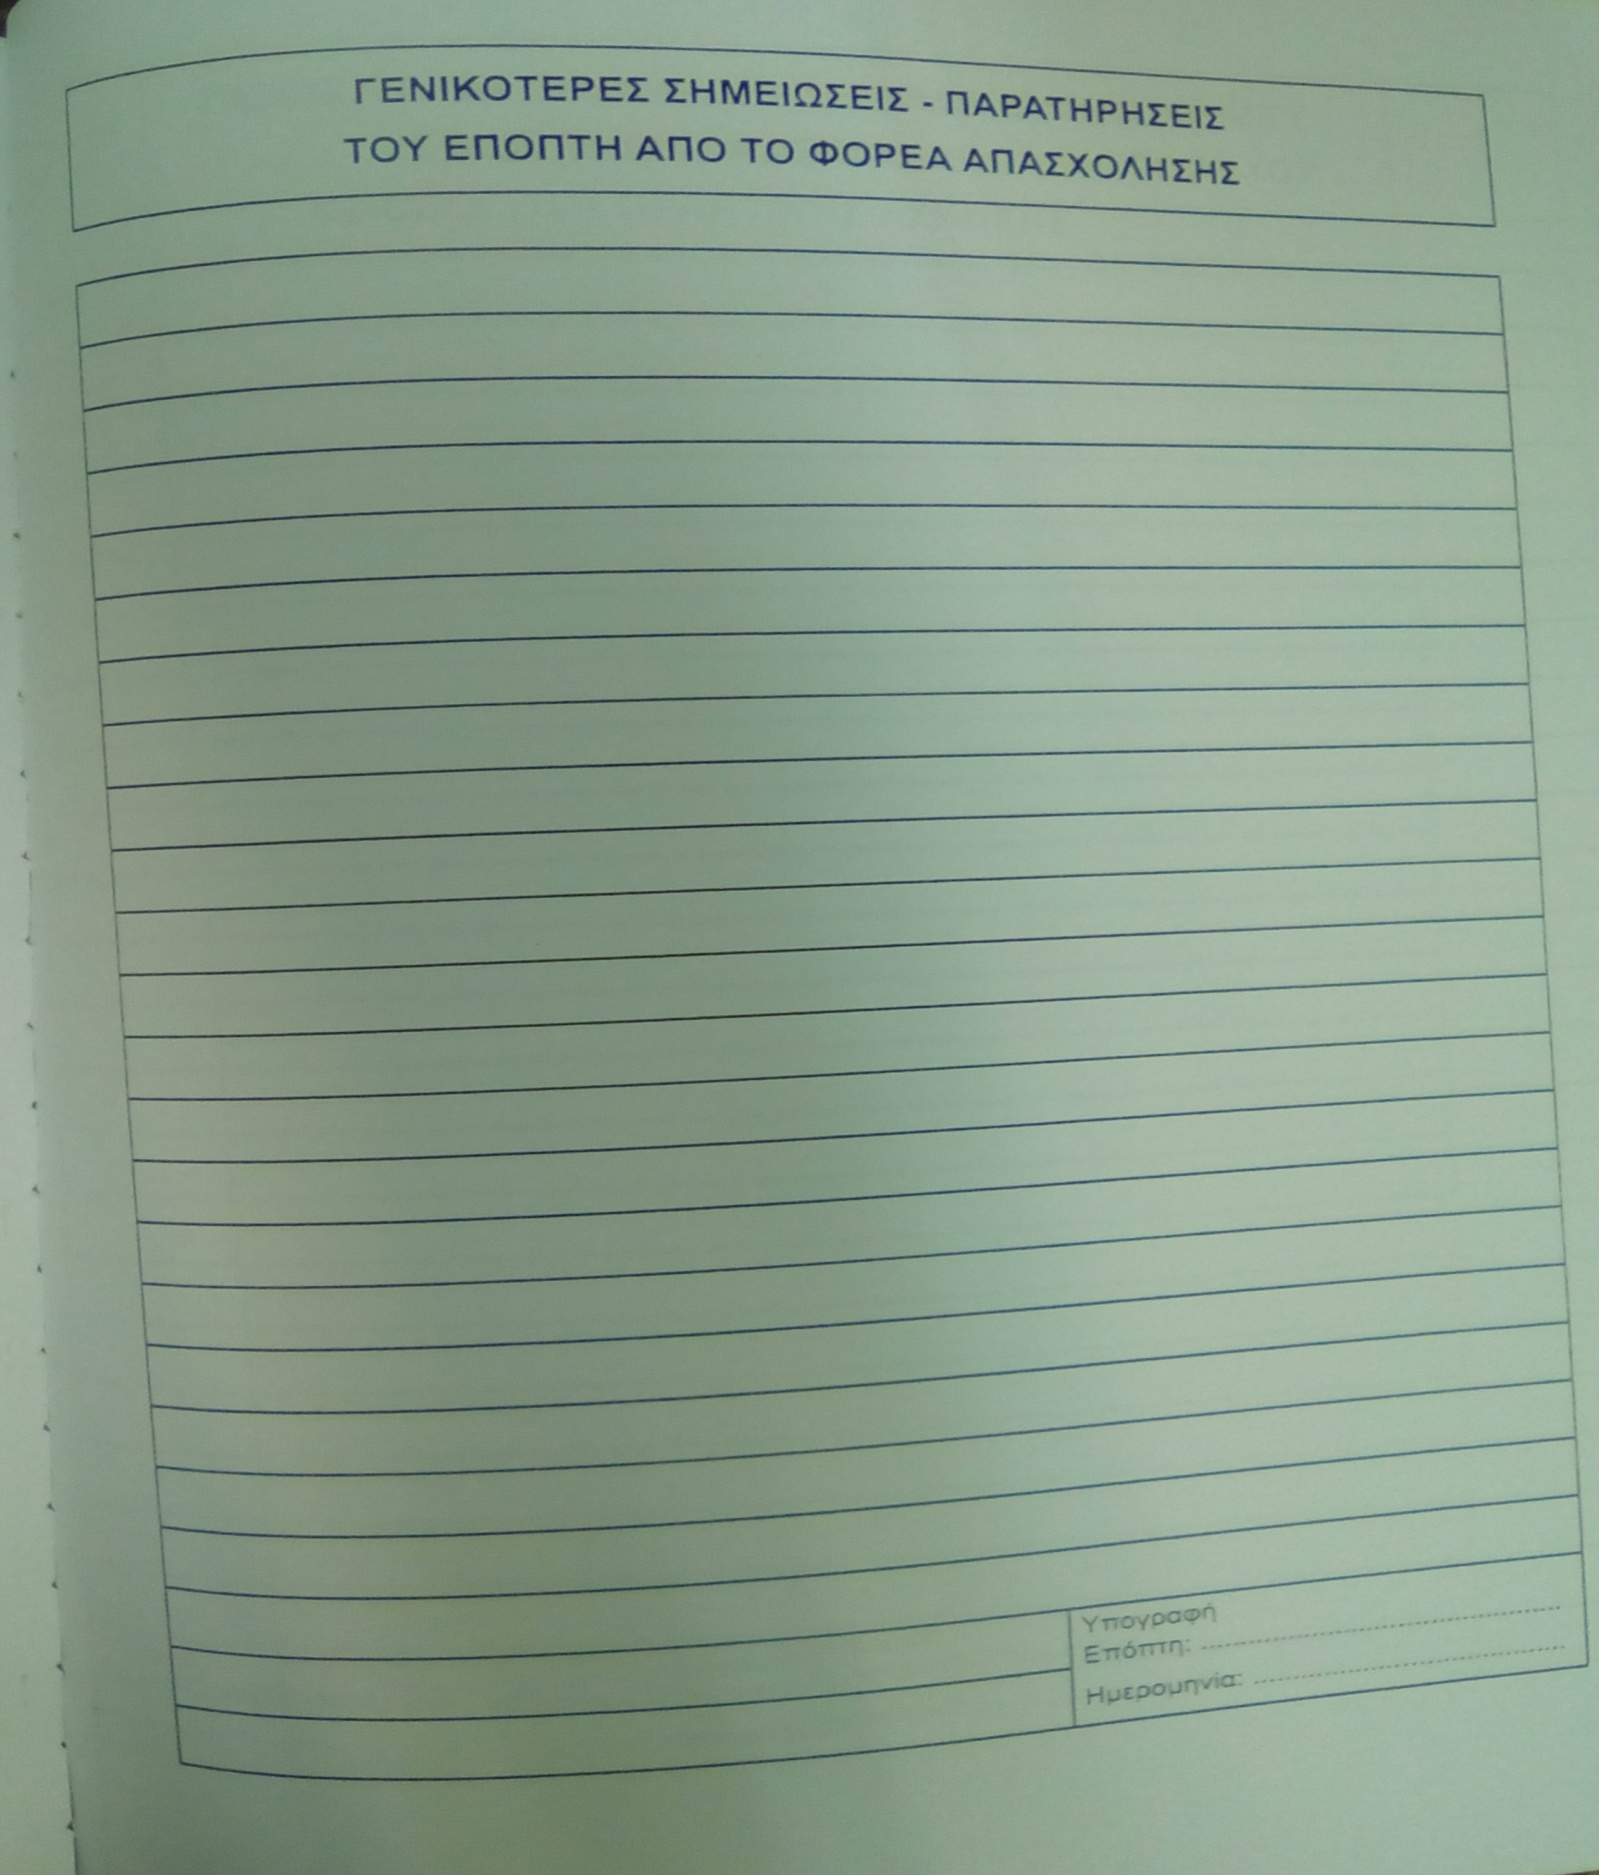 ΓΕΝΙΚΟΤΕΡΕΣ ΣΗΜΕΙΩΣΕΙΣ - ΠΑΡΑΤΗΡΗΣΕΙΣ
ΤΟΥ ΕΠΟΠΤΗ ΑΠΟ ΤΟ ΦΟΡΕΑ ΑΠΑΣΧΟΛΗΣΗΣ
Υπογραφή
Επόπτη: ..........................................................
Ημερομηνία: ..................................................